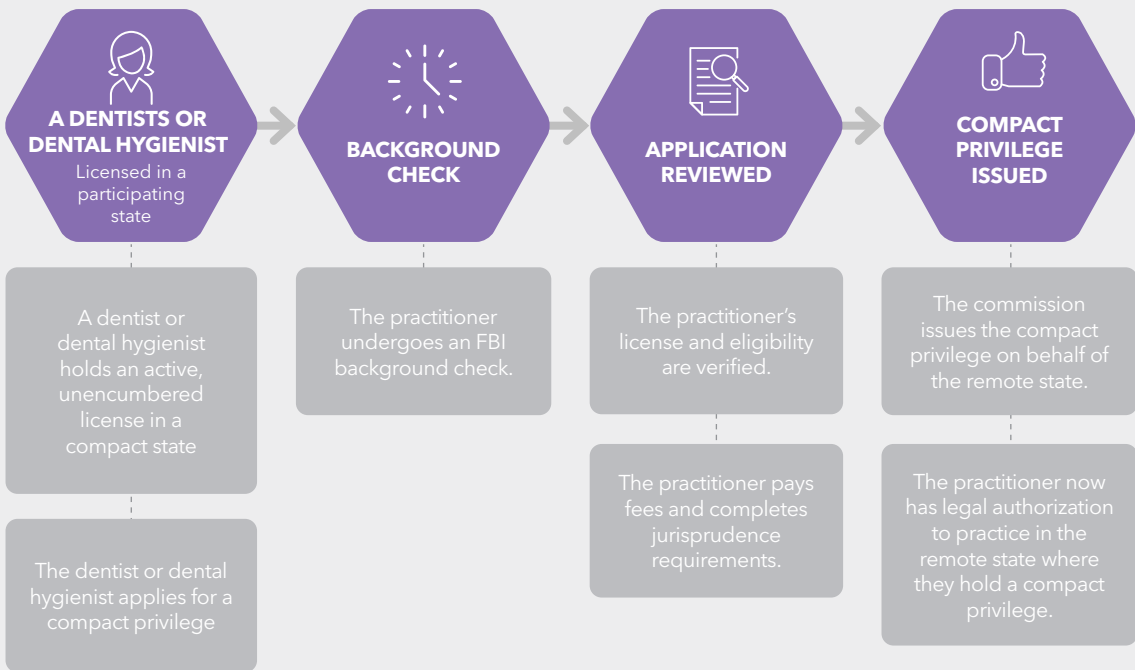 A DENTISTS OR
DENTAL HYGIENIST
Licensed in a
participating
state
A dentist or
dental hygienist
holds an active,
unencumbered
license in a
compact state
The dentist or dental
hygiene applies for a
compact privilege
BACKGROUND
CHECK
The practitioner
undergoes an FBI
background check.
APPLICATION
REVIEWED
The practitioner’s
license and eligibility
are verified.
The practitioner pays
fees and completes
jurisprudence
requirements.
COMPACT
PRIVILEGE
ISSUED
The commission
issues the compact
privilege on behalf of
the remote state.
The practitioner now
has legal authorization
to practice in the
remote state where
they hold a compact
privilege.